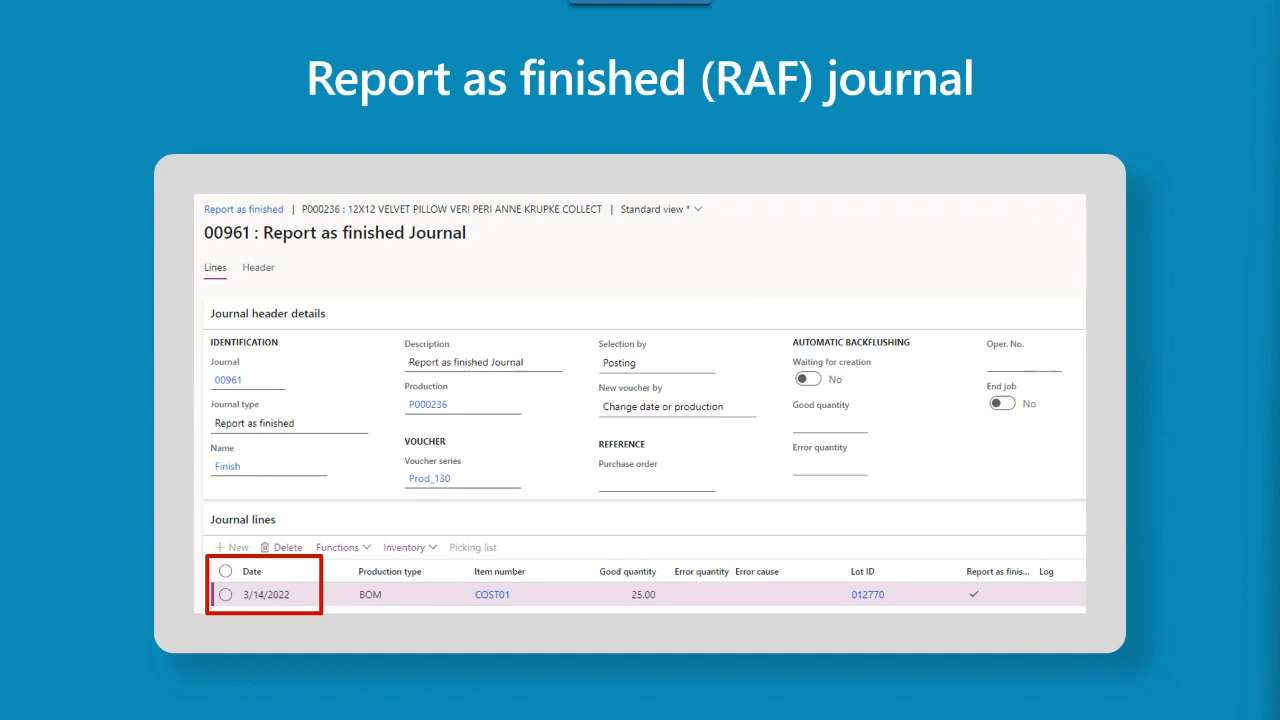 Report as finished (RAF) journal
Report as finished | P000236 : 12X12 VELVET PILLOW VERI PERI ANNE KRUPKE COLLECT | Standard view *
00961 : Report as finished Journal
Lines Header
Journal header details
IDENTIFICATION
Journal
00961
Journal type
Report as finished
Name
Finish
Description
Report as finished Journal
Production
P000236
VOUCHER
Voucher series
Prod_130
Selection by
Posting
New voucher by
Change date or production
REFERENCE
Purchase order
AUTOMATIC BACKFLUSHING
Waiting for creation
No
Good quantity
Error quantity
Oper. No.
End job
No
Journal lines
New Delete Functions Inventory Picking list
Date Production type Item number Good quantity Error quantity Error cause Lot ID Report as finis... Log
3/14/2022 BOM COST01 25.00 012770